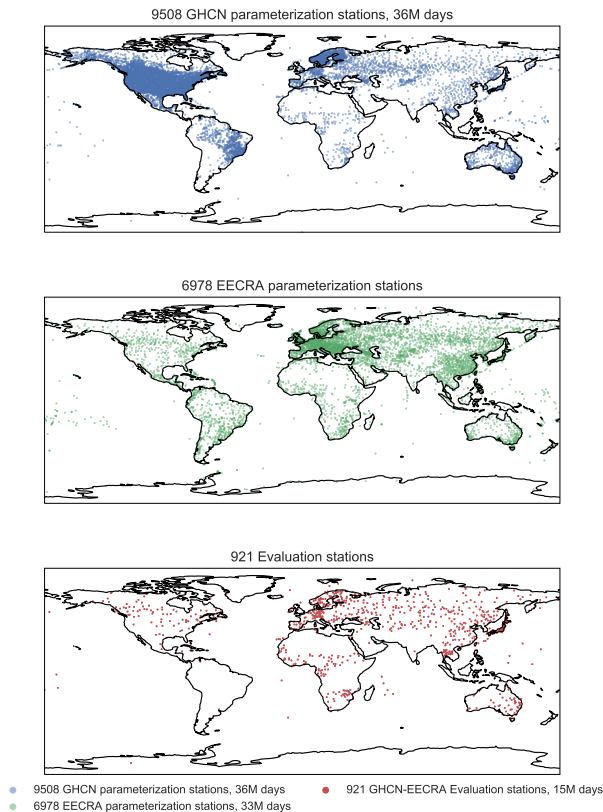 9508 GHCN parameterization stations, 36M days
6978 EECRA parameterization stations
921 Evaluation stations
9508 GHCN parameterization stations, 36M days
921 GHCN-EECRA Evaluation stations, 15M days
6978 EECRA parameterization stations, 33M days